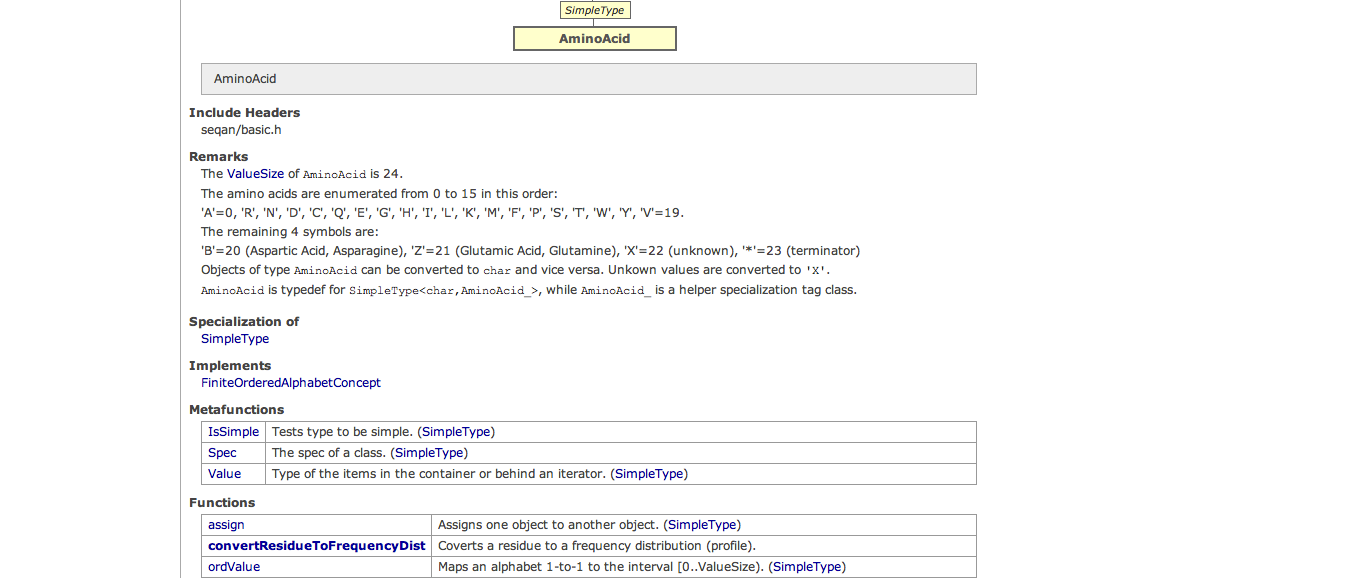 SimpleType
AminoAcid
AminoAcid
Include Headers
seqan/basic.h
Remarks
The ValueSize of AminoAcid is 24.
The amino acids are enumerated from 0 to 15 in this order:
'A'=0, 'R', 'N', 'D', 'C', 'Q', 'E', 'G', 'H', 'I', 'L', 'K', 'M', 'F', 'P', 'S', 'T', 'W', 'Y', 'V'=19.
The remaining 4 symbols are:
'B'=20 (Aspartic Acid, Asparagine), 'Z'=21 (Glutamic Acid, Glutamine), 'X'=22 (unknown), '*'=23 (terminator)
Objects of type AminoAcid can be converted to char and vice versa. Unkown values are converted to 'X'.
AminoAcid is typedef for SimpleType<char,AminoAcid_>, while AminoAcid_ is a helper specialization tag class.
Specialization of
SimpleType
Implements
FiniteOrderedAlphabetConcept
Metafunctions
IsSimple Tests type to be simple. (SimpleType)
Spec The spec of a class. (SimpleType)
Value Type of the items in the container or behind an iterator. (SimpleType)
Functions
assign Assigns one object to another object. (SimpleType)
convertResidueToFrequencyDist Coverts a residue to a frequency distribution (profile).
ordValue Maps an alphabet 1-to-1 to the interval [0..ValueSize). (SimpleType)